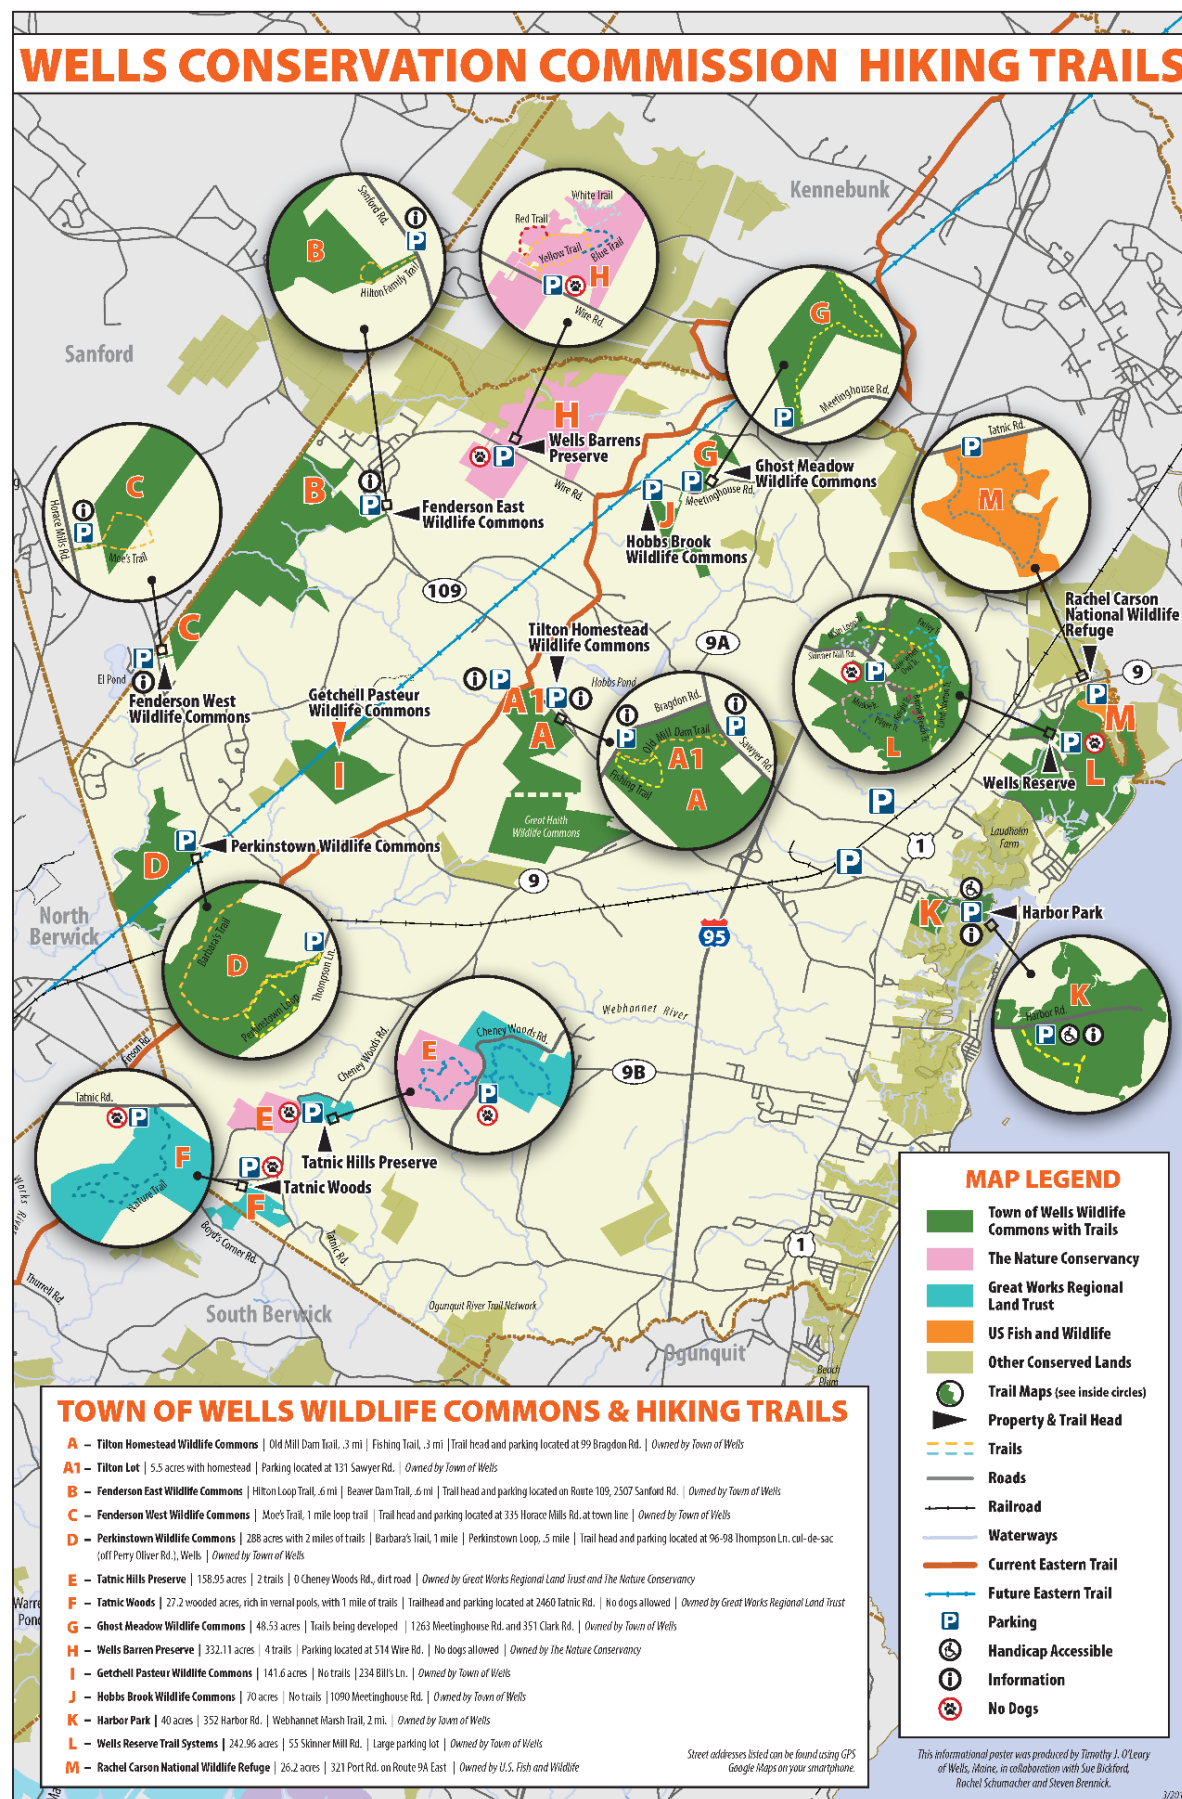 WELLS CONSERVATION COMMISSION HIKING TRAILS
Kennebunk
Sanford
B
Sanford Rd.
Hilton Family Trail
White Trail
Red Trail
Yellow Trail
Blue Trail
H
Wire Rd.
G
Meetinghouse Rd.
C
Horace Mills Rd.
Moe's Trail
H
Wells Barrens
Preserve
Wire Rd.
B
Fenderson East
Wildlife Commons
G
Ghost Meadow
Wildlife Commons
Meetinghouse Rd.
J
Hobbs Brook
Wildlife Commons
Tatnic Rd.
M
109
C
El Pond
Fenderson West
Wildlife Commons
Tilton Homestead
Wildlife Commons
Hobbs Pond
9A
Rachel Carson
National Wildlife
Refuge
9
Getchell Pasteur
Wildlife Commons
I
A1
A
Great Haith
Wildlife Commons
Bragdon Rd.
Old Mill Dam Trail
Sawyer Rd.
Fishing Trail
A1
A
Skinner Mill Rd.
L
M
L
Wells Reserve
Laudholm
Farm
1
Perkinstown Wildlife Commons
D
9
North
Berwick
95
K
Harbor Park
Barbara's Trail
D
Thompson Ln.
Perkinstown Loop
K
Harbor Rd.
Webhannet River
Cheney Woods Rd.
E
Cheney Woods Rd.
9B
Tatnic Rd.
F
Nature Trail
E
Tatnic Hills Preserve
Tatnic Woods
F
Boyd's Corner Rd.
Tatnic Rd.
Works River
Thurrell Rd.
South Berwick
Ogunquit River Trail Network
Ogunquit
1
Beach
MAP LEGEND
Town of Wells Wildlife
Commons with Trails
The Nature Conservancy
Great Works Regional
Land Trust
US Fish and Wildlife
Other Conserved Lands
Trail Maps (see inside circles)
Property & Trail Head
Trails
Roads
Railroad
Waterways
Current Eastern Trail
Future Eastern Trail
P Parking
Handicap Accessible
i Information
No Dogs
TOWN OF WELLS WILDLIFE COMMONS & HIKING TRAILS
A – Tilton Homestead Wildlife Commons | Old Mill Dam Trail, .3 mi | Fishing Trail, .3 mi | Trail head and parking located at 99 Bragdon Rd. | Owned by Town of Wells
A1 – Tilton Lot | 5.5 acres with homestead | Parking located at 131 Sawyer Rd. | Owned by Town of Wells
B – Fenderson East Wildlife Commons | Hilton Loop Trail, .6 mi | Beaver Dam Trail, .6 mi | Trail head and parking located on Route 109, 2507 Sanford Rd. | Owned by Town of Wells
C – Fenderson West Wildlife Commons | Moe's Trail, 1 mile loop trail | Trail head and parking located at 335 Horace Mills Rd. at town line | Owned by Town of Wells
D – Perkinstown Wildlife Commons | 288 acres with 2 miles of trails | Barbara's Trail, 1 mile | Perkinstown Loop, .5 mile | Trail head and parking located at 96-98 Thompson Ln. cul-de-sac
(off Perry Oliver Rd.), Wells | Owned by Town of Wells
E – Tatnic Hills Preserve | 158.95 acres | 2 trails | 0 Cheney Woods Rd., dirt road | Owned by Great Works Regional Land Trust and The Nature Conservancy
F – Tatnic Woods | 27.2 wooded acres, rich in vernal pools, with 1 mile of trails | Trailhead and parking located at 2460 Tatnic Rd. | No dogs allowed | Owned by Great Works Regional Land Trust
G – Ghost Meadow Wildlife Commons | 48.53 acres | Trails being developed | 1263 Meetinghouse Rd. and 351 Clark Rd. | Owned by Town of Wells
H – Wells Barren Preserve | 332.11 acres | 4 trails | Parking located at 514 Wire Rd. | No dogs allowed | Owned by The Nature Conservancy
I – Getchell Pasteur Wildlife Commons | 141.6 acres | No trails | 234 Bill's Ln. | Owned by Town of Wells
J – Hobbs Brook Wildlife Commons | 70 acres | No trails | 1090 Meetinghouse Rd. | Owned by Town of Wells
K – Harbor Park | 40 acres | 352 Harbor Rd. | Webhannet Marsh Trail, 2 mi. | Owned by Town of Wells
L – Wells Reserve Trail Systems | 242.96 acres | 55 Skinner Mill Rd. | Large parking lot | Owned by Town of Wells
M – Rachel Carson National Wildlife Refuge | 26.2 acres | 321 Port Rd. on Route 9A East | Owned by U.S. Fish and Wildlife
Street addresses listed can be found using GPS
Google Maps on your smartphone.
This informational poster was produced by Timothy J. O'Leary
of Wells, Maine, in collaboration with Sue Bickford,
Rachel Schumacher and Steven Brennick.